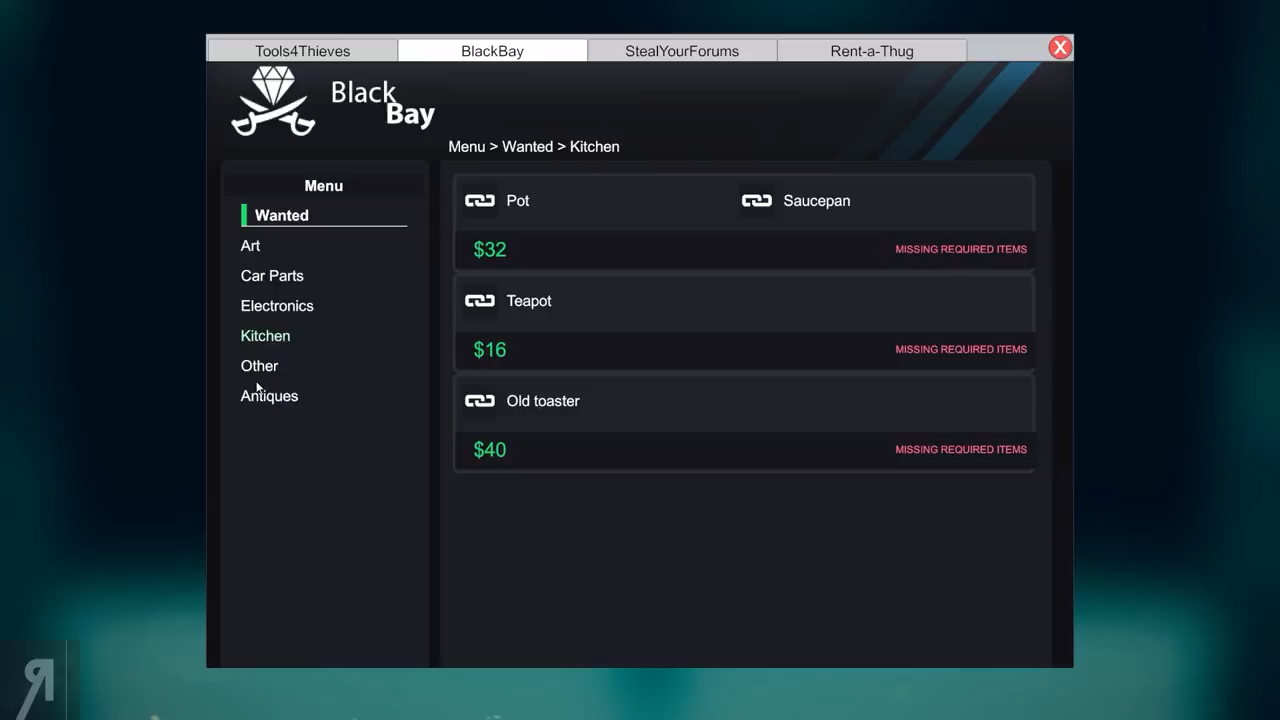 Tools4Thieves
BlackBay
StealYourForums
Rent-a-Thug
X
Black
Bay
Menu > Wanted > Kitchen
Menu
Wanted
Art
Car Parts
Electronics
Kitchen
Other
Antiques
Pot
Saucepan
$32
MISSING REQUIRED ITEMS
Teapot
$16
MISSING REQUIRED ITEMS
Old toaster
$40
MISSING REQUIRED ITEMS